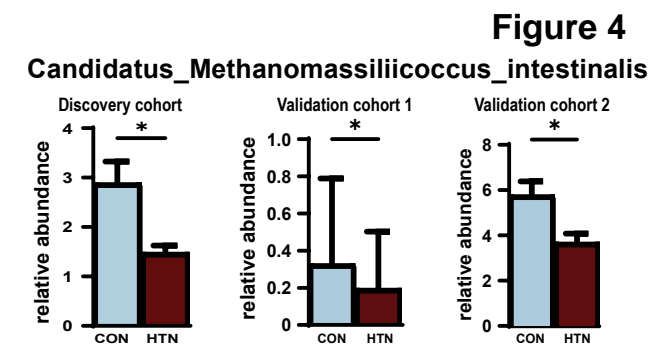 Figure 4
Candidatus_Methanomassiliicoccus_intestinalis
Discovery cohort
*
relative abundance
4
3
2
1
0
CON HTN
Validation cohort 1
*
relative abundance
1.0
0.8
0.6
0.4
0.2
0
CON HTN
Validation cohort 2
*
relative abundance
8
6
4
2
0
CON HTN